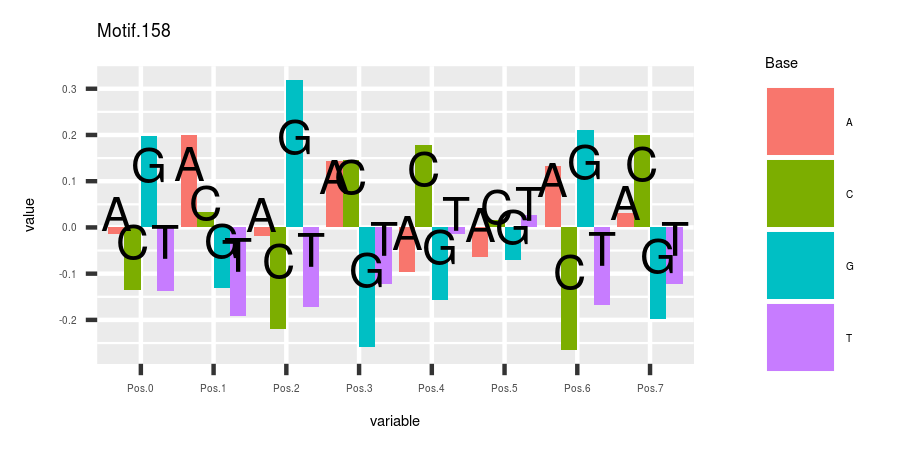 Motif.158
Base
0.3
0.2
0.1
0.0
-0.1
-0.2
value
A C G T A C G T A C G T A C G T A C G T A C G T A C G T A C G T
Pos.0 Pos.1 Pos.2 Pos.3 Pos.4 Pos.5 Pos.6 Pos.7
variable
A
C
G
T